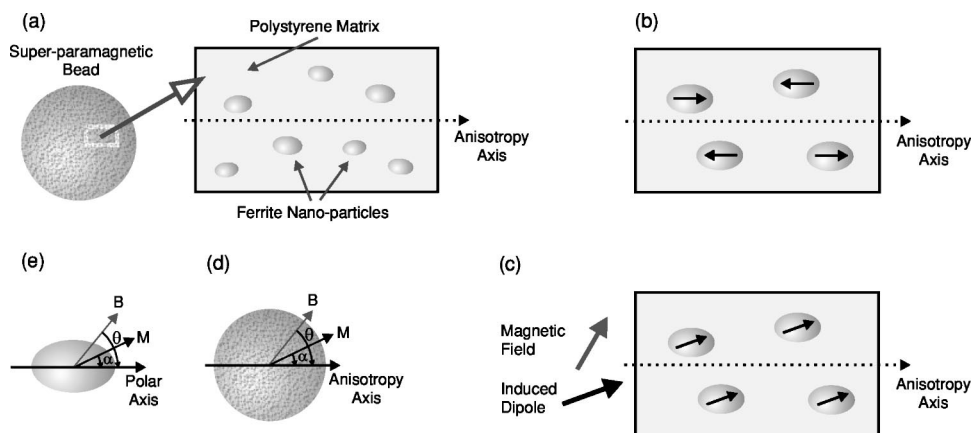 (a)
Polystyrene Matrix
Super-paramagnetic
Bead
Anisotropy
Axis
Ferrite Nano-particles
(b)
Anisotropy
Axis
(e)
B
θ
M
α
Polar
Axis
(d)
B
θ
M
α
Anisotropy
Axis
(c)
Magnetic
Field
Induced
Dipole
Anisotropy
Axis